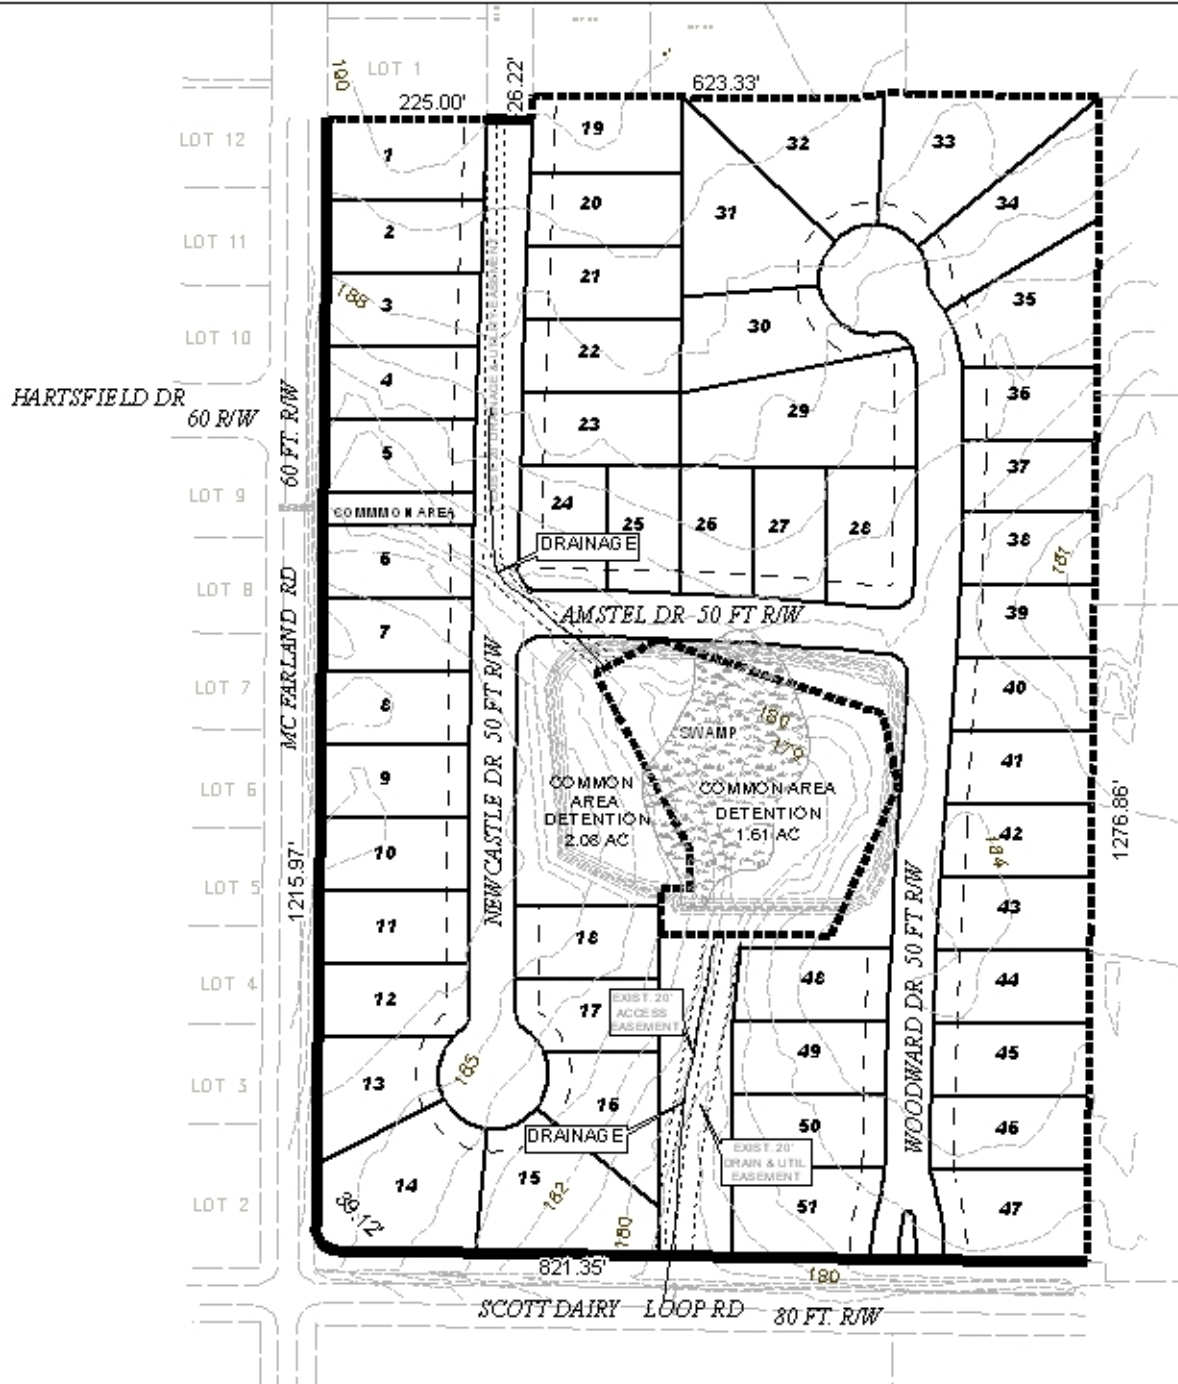 LOT 1
190
225.00'
26.22'
623.33'
LOT 12
1
19
32
33
LOT 11
2
20
31
34
188
3
21
35
LOT 10
4
22
30
36
HARTSFIELD DR
60 R/W
60 FT. R/W
5
23
29
37
LOT 9
COMMMON AREA
24
25
26
27
28
38
181
DRAINAGE
6
LOT 8
AMSTEL DR 50 FT R/W
39
7
MC FARLAND RD
LOT 7
8
40
NEWCASTLE DR 50 FT R/W
SWAMP
180
179
41
LOT 6
9
COMMON
AREA
DETENTION
2.08 AC
COMMON AREA
DETENTION
1.61 AC
42
184
1276.86'
10
LOT 5
1215.97'
43
WOODWARD DR 50 FT R/W
11
18
LOT 4
12
17
EXIST. 20'
ACCESS
EASEMENT
48
44
LOT 3
13
185
49
45
16
DRAINAGE
50
46
EXIST. 20'
DRAIN & UTIL
EASEMENT
LOT 2
14
39.12'
15
182
180
51
47
821.35'
180
SCOTT DAIRY LOOP RD 80 FT. R/W